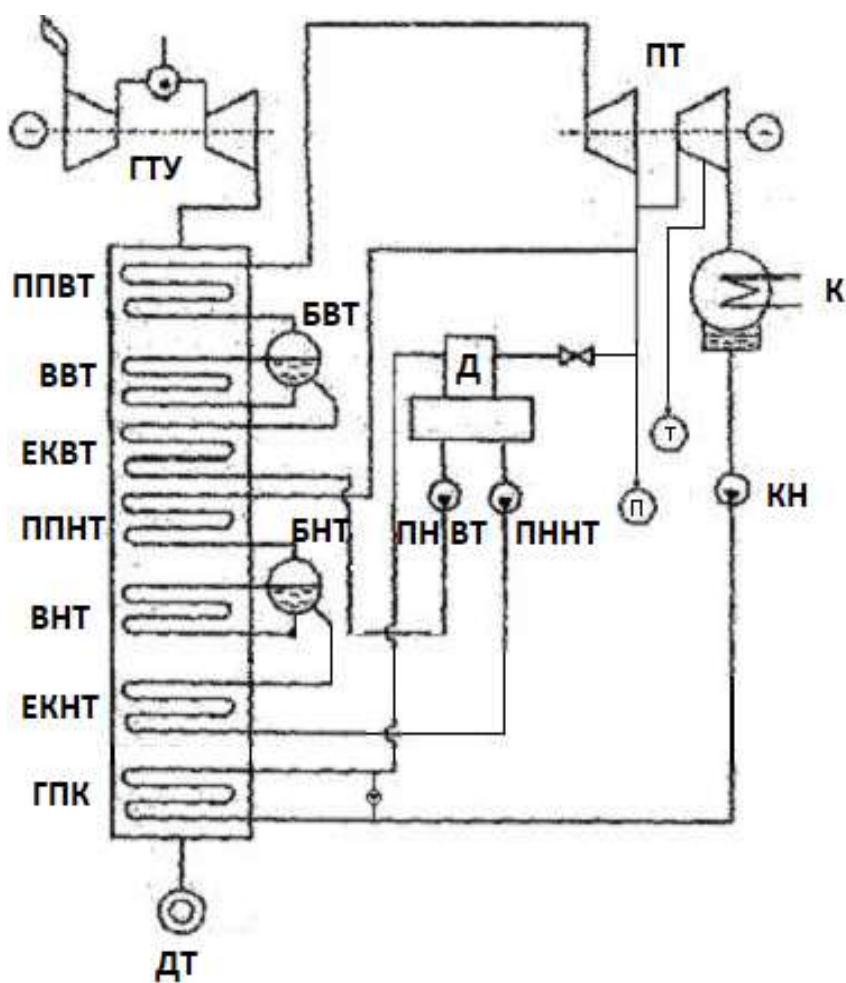 ПТ
ГТУ
ППВТ
БВТ
К
ВВТ
Д
Т
ЕКВТ
П
КН
ППНТ
БНТ
ПН ВТ
ПННТ
ВНТ
ЕКНТ
ГПК
ДТ